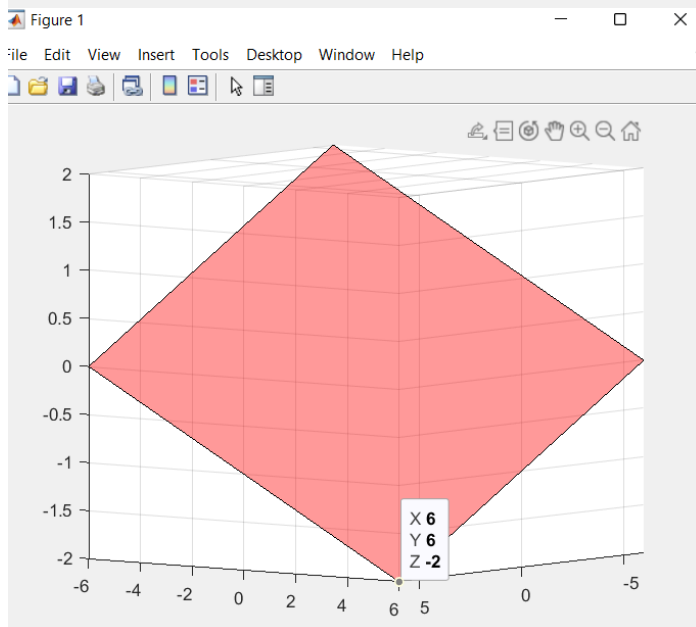 Figure 1
File Edit View Insert Tools Desktop Window Help
2
1.5
1
0.5
0
-0.5
-1
-1.5
-2
X 6
Y 6
Z -2
-6 -4 -2 0 2 4 6 5 0 -5